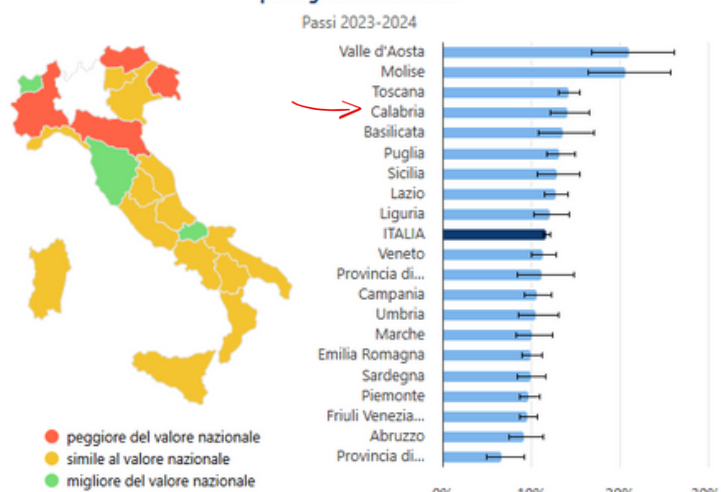 Passi 2023-2024
Valle d'Aosta
Molise
Toscana
Calabria
Basilicata
Puglia
Sicilia
Lazio
Liguria
ITALIA
Veneto
Provincia di...
Campania
Umbria
Marche
Emilia Romagna
Sardegna
Piemonte
Friuli Venezia...
Abruzzo
Provincia di...
peggiore del valore nazionale
simile al valore nazionale
migliore del valore nazionale